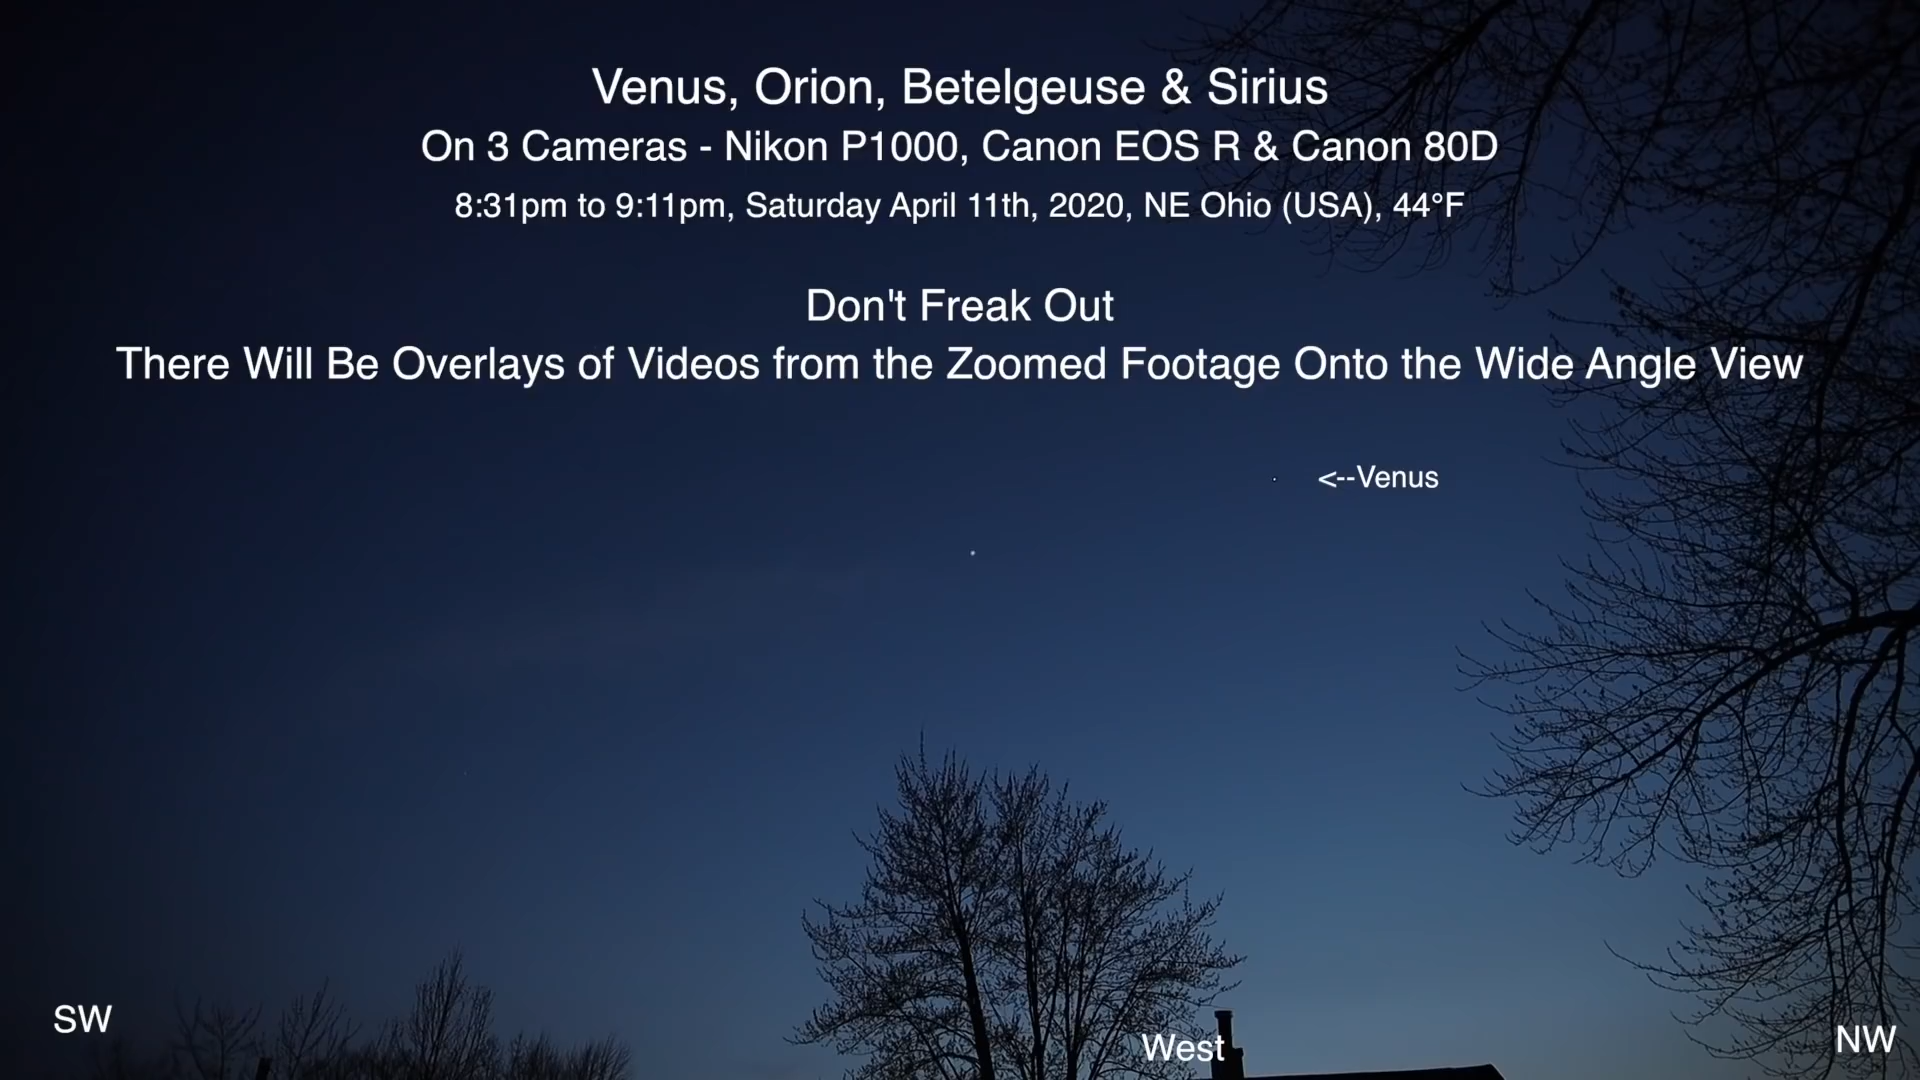 Venus, Orion, Betelgeuse & Sirius
On 3 Cameras - Nikon P1000, Canon EOS R & Canon 80D
8:31pm to 9:11pm, Saturday April 11th, 2020, NE Ohio (USA), 44°F
Don't Freak Out
There Will Be Overlays of Videos from the Zoomed Footage Onto the Wide Angle View
<--Venus
SW
West
NW